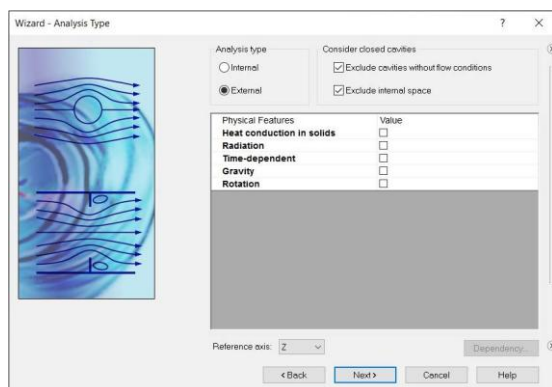 Wizard - Analysis Type ? X
Analysis type
Internal
External
Consider closed cavities
Exclude cavities without flow conditions
Exclude internal space
Physical Features Value
Heat conduction in solids
Radiation
Time-dependent
Gravity
Rotation
Reference axis: Z
Dependency...
< Back Next > Cancel Help